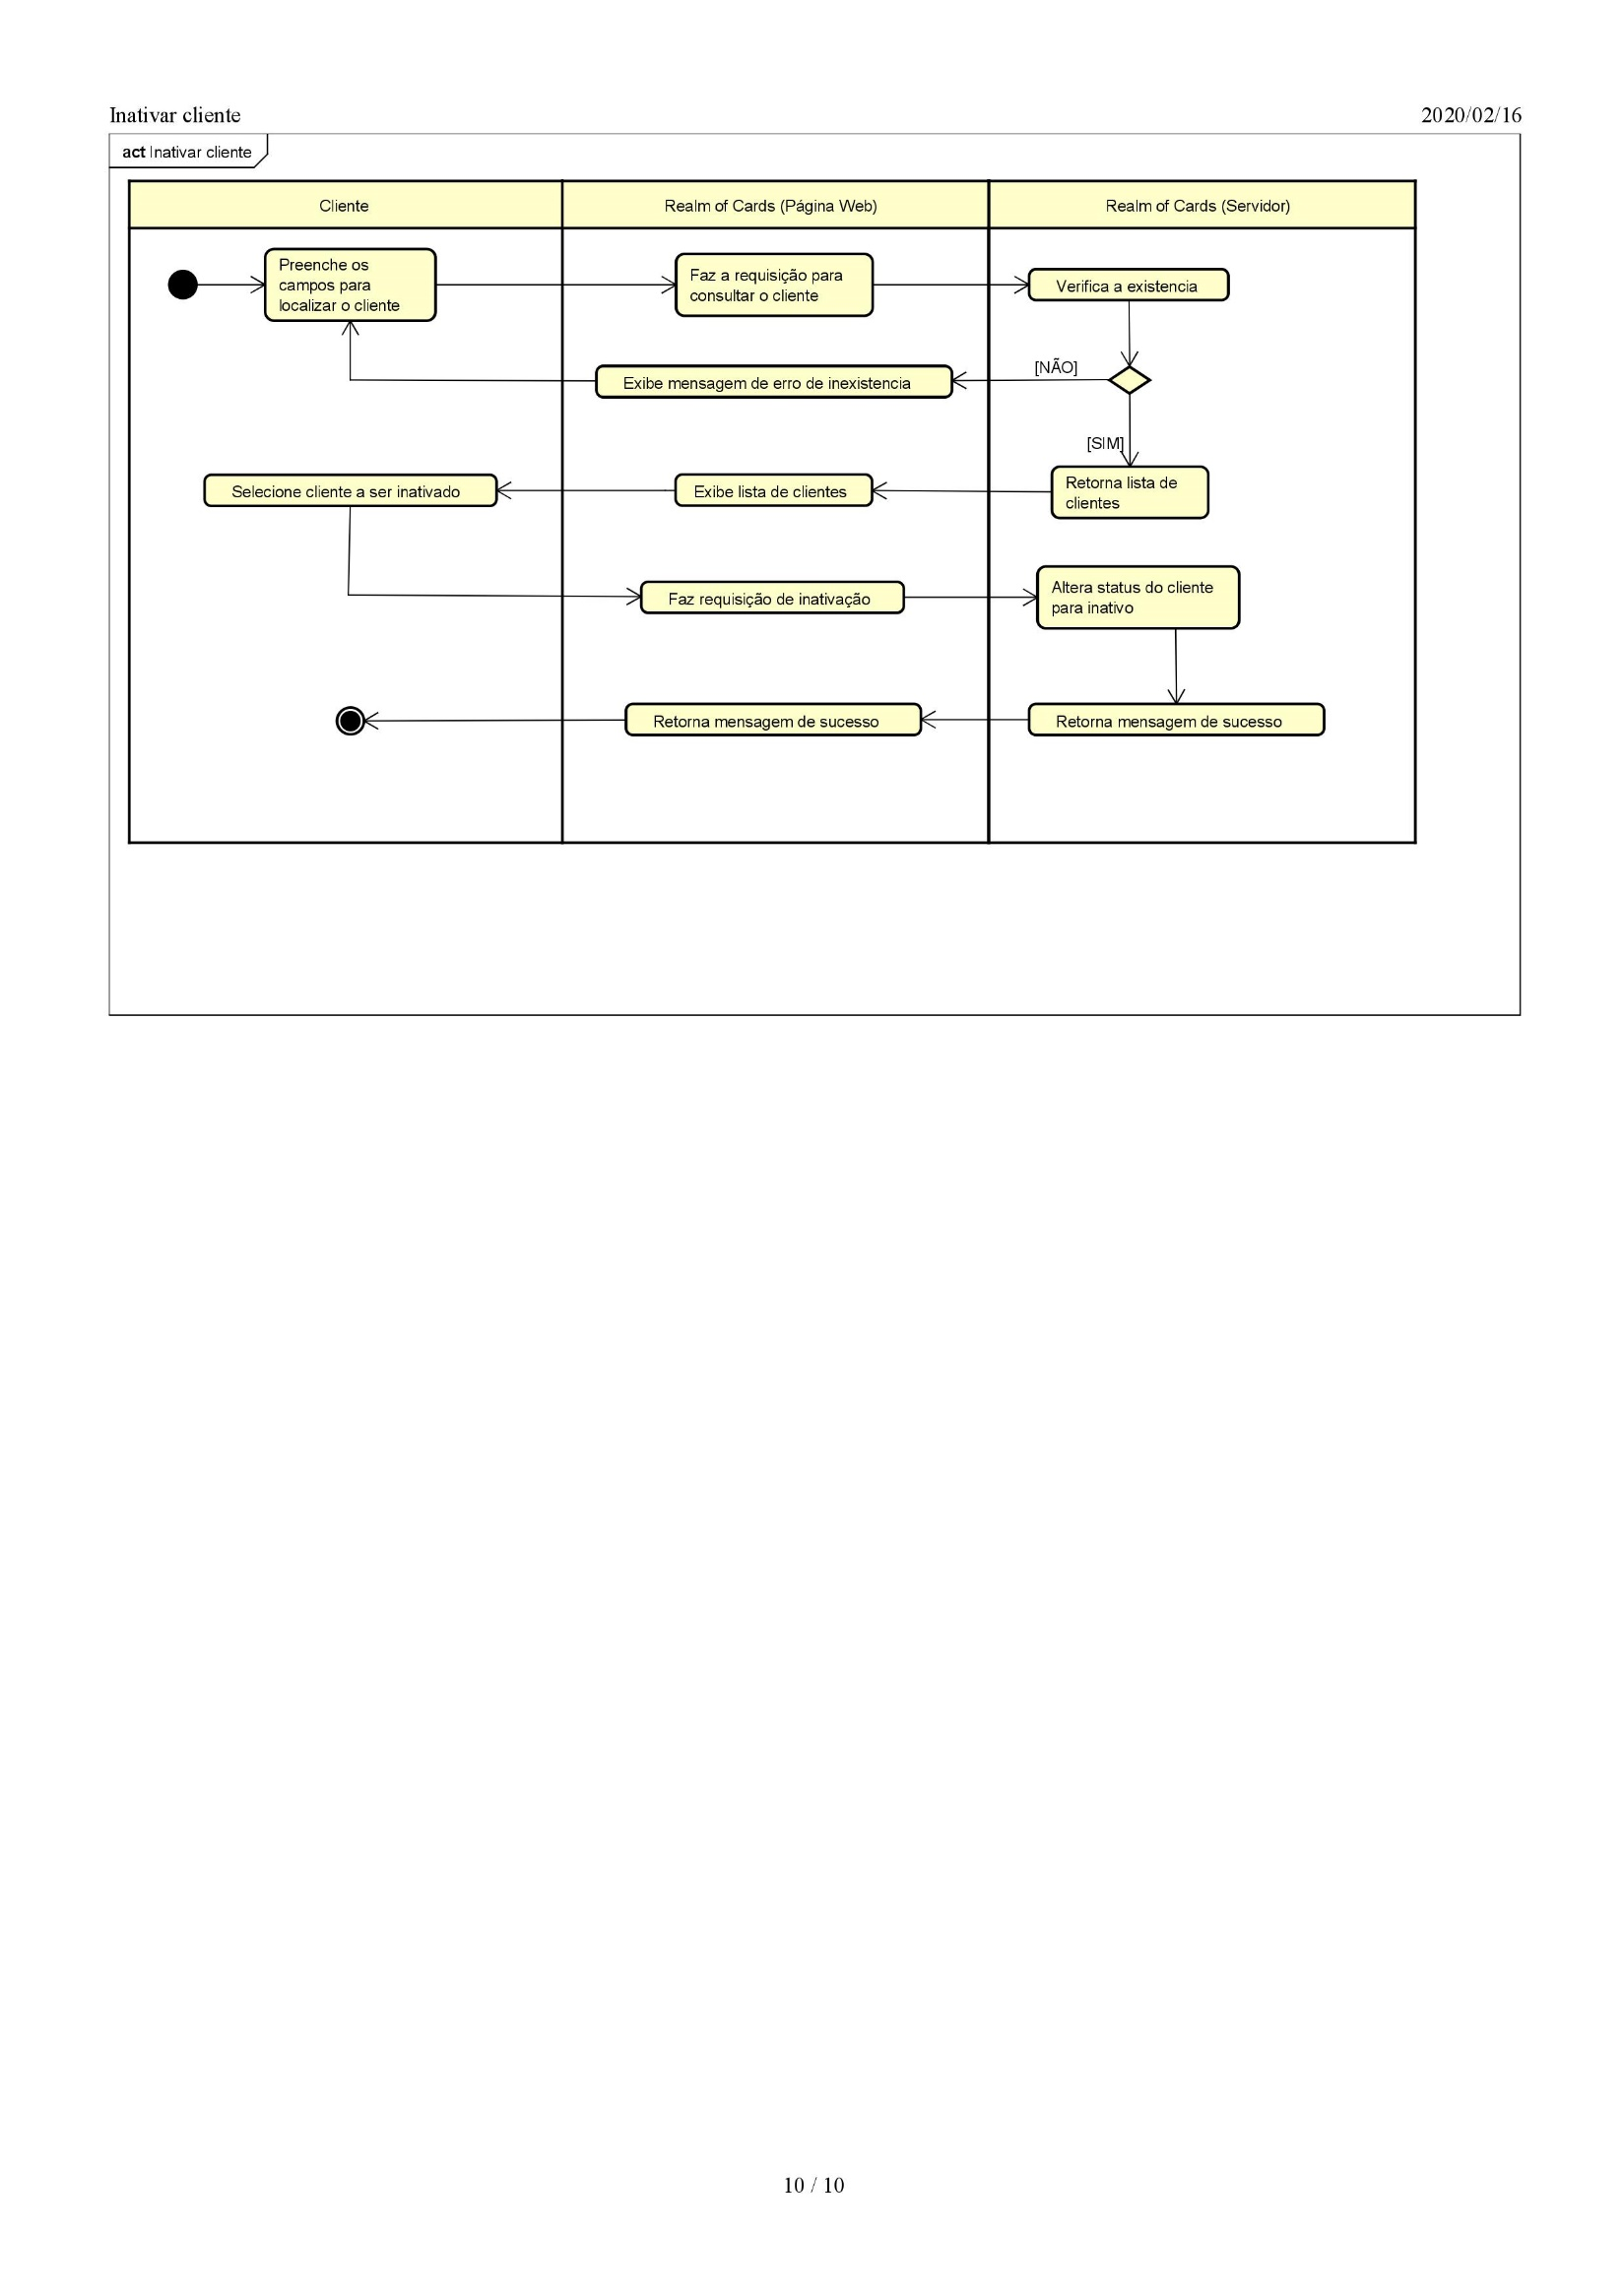 Inativar cliente
2020/02/16
act Inativar cliente
Cliente
Realm of Cards (Página Web)
Realm of Cards (Servidor)
Preenche os
campos para
localizar o cliente
Faz a requisição para
consultar o cliente
Verifica a existencia
[NÃO]
Exibe mensagem de erro de inexistencia
[SIM]
Selecione cliente a ser inativado
Exibe lista de clientes
Retorna lista de
clientes
Faz requisição de inativação
Altera status do cliente
para inativo
Retorna mensagem de sucesso
Retorna mensagem de sucesso
10 / 10